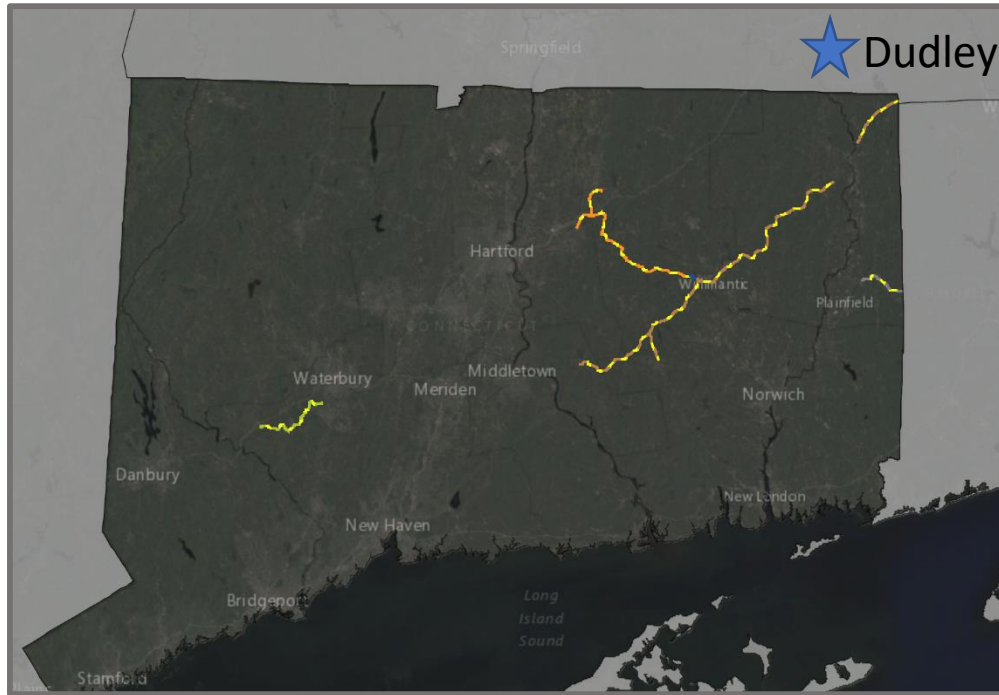 Springfield
Dudley
Hartford
Willimantic
Plainfield
CONNECTICUT
Waterbury
Meriden
Middletown
Norwich
Danbury
New London
New Haven
Bridgeport
Long
Island
Sound
Stamford